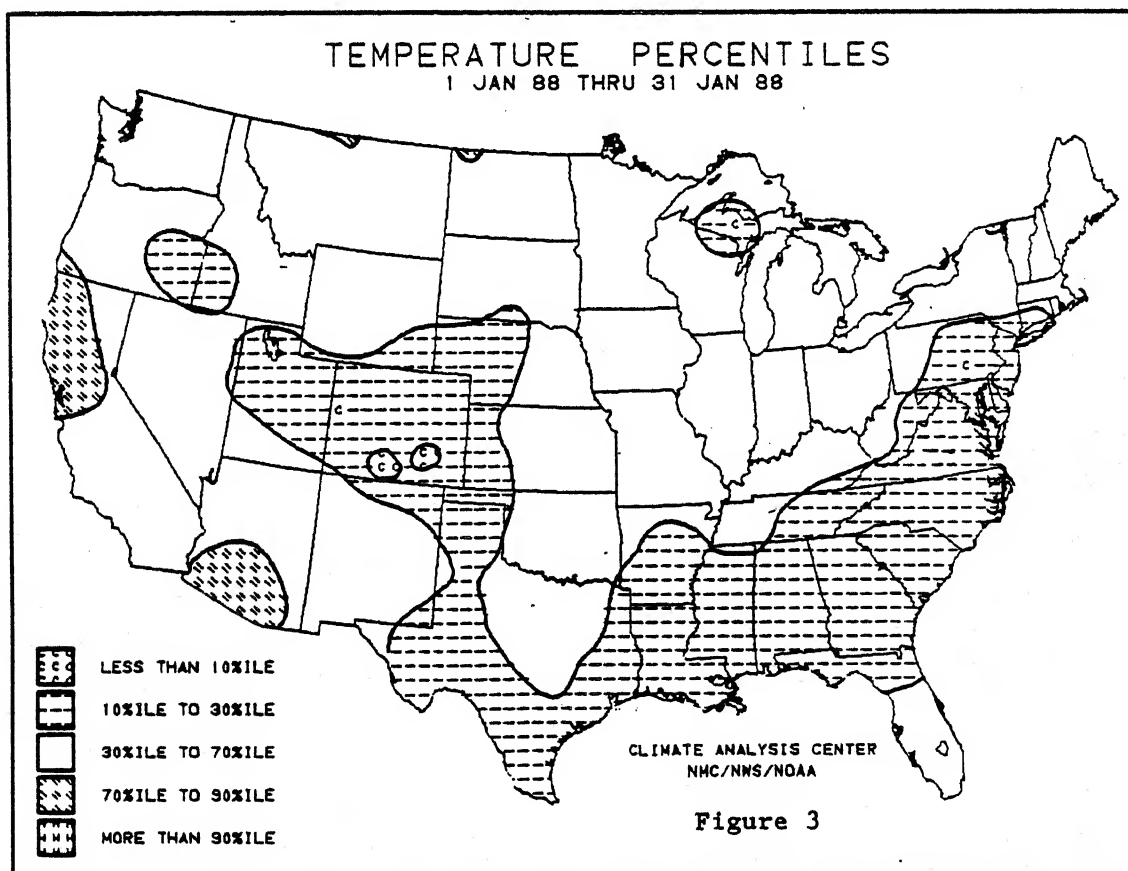 TEMPERATURE PERCENTILES
1 JAN 88 THRU 31 JAN 88
C
C
C
C
C C
C
C
C
C
C C C
C
LESS THAN 10%ILE
10%ILE TO 30%ILE
30%ILE TO 70%ILE
70%ILE TO 90%ILE
MORE THAN 90%ILE
CLIMATE ANALYSIS CENTER
NMC/NWS/NOAA
Figure 3